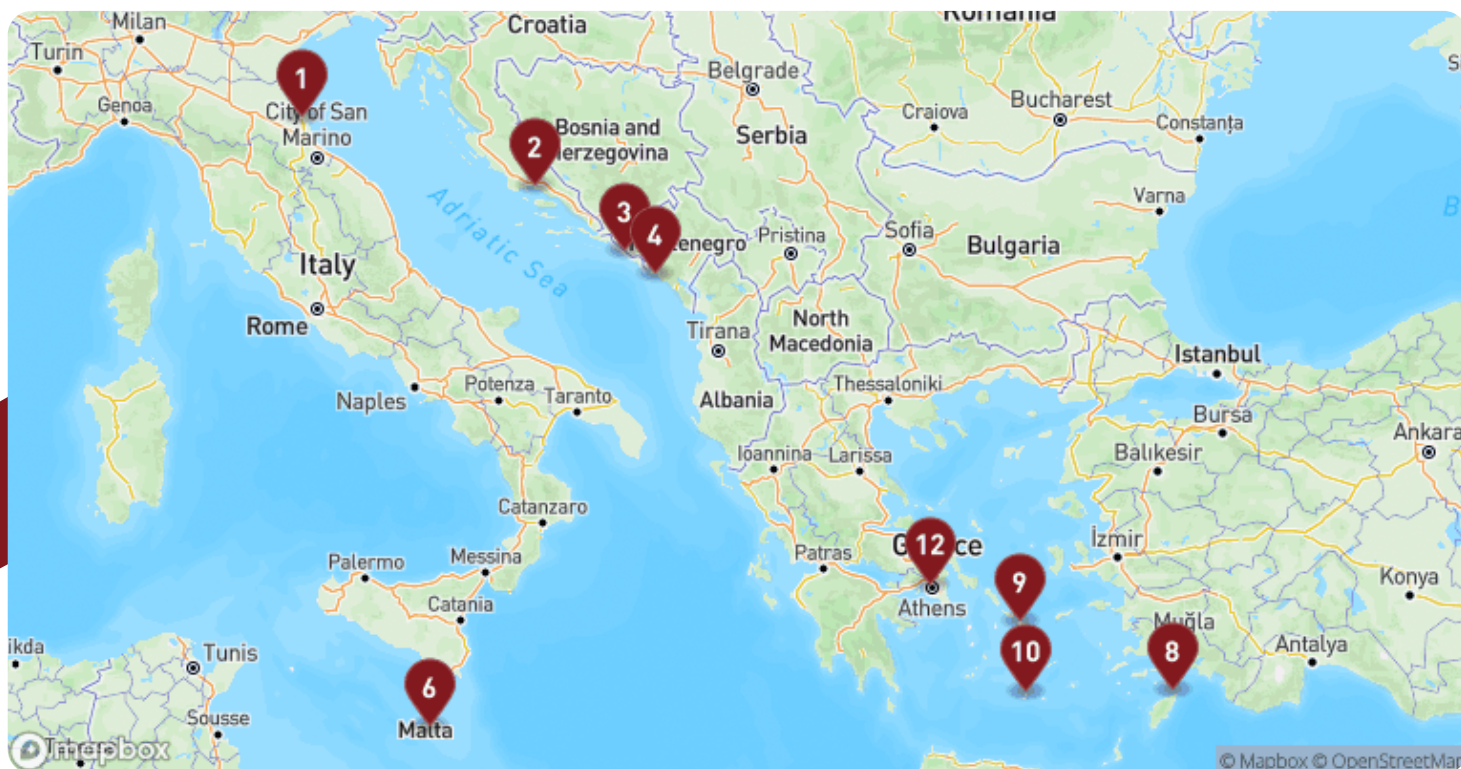 Milan
Croatia
Romania
Turin
1
Belgrade
Genoa
City of San
Marino
2
Bosnia and
Herzegovina
Serbia
Craiova
Bucharest
Constanța
Adriatic Sea
3
4
Montenegro
Pristina
Sofia
Bulgaria
Varna
Italy
Rome
Tirana
North
Macedonia
Istanbul
Naples
Potenza
Taranto
Albania
Thessaloniki
Bursa
Ankara
Ioannina
Larissa
Balıkesir
Catanzaro
Palermo
Messina
Patras
12
Greece
Athens
İzmir
9
Konya
Catania
Tunis
6
Malta
10
Muğla
8
Antalya
ikda
Sousse
mapbox
© Mapbox © OpenStreetMap